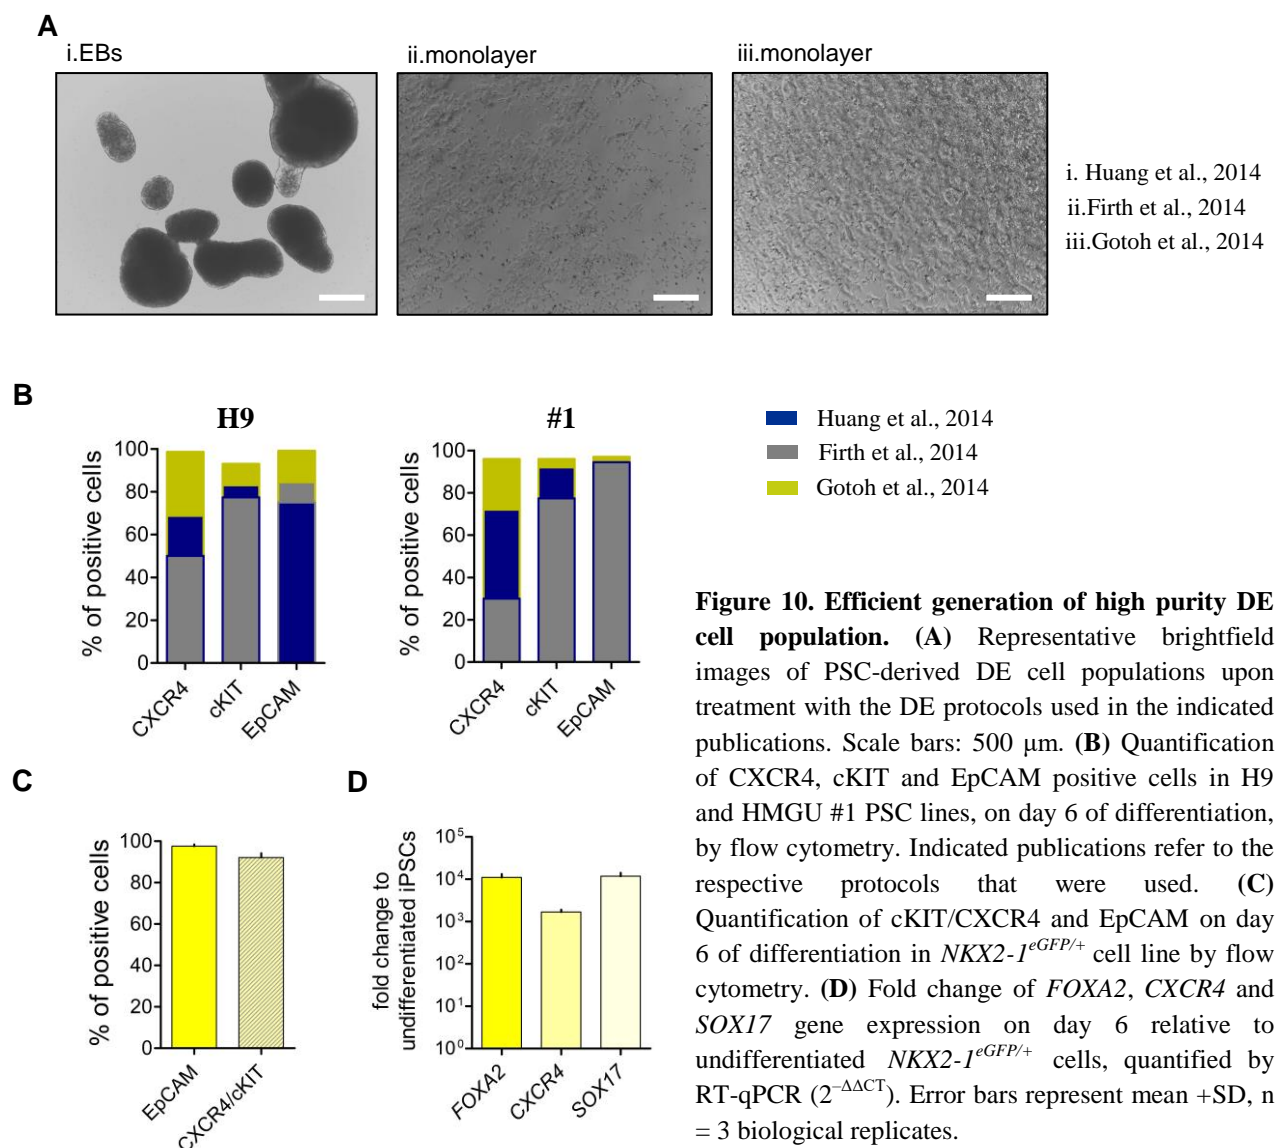 A
i.EBs
ii.monolayer
iii.monolayer
i. Huang et al., 2014
ii.Firth et al., 2014
iii.Gotoh et al., 2014
B
H9
% of positive cells
100
80
60
40
20
0
CXCR4
cKIT
EpCAM
#1
% of positive cells
100
80
60
40
20
0
CXCR4
cKIT
EpCAM
Huang et al., 2014
Firth et al., 2014
Gotoh et al., 2014
C
% of positive cells
100
80
60
40
20
0
EpCAM
CXCR4/cKIT
D
fold change to
undifferentiated iPSCs
10⁵
10⁴
10³
10²
10¹
10⁰
FOXA2
CXCR4
SOX17
Figure 10. Efficient generation of high purity DE
cell population. (A) Representative brightfield
images of PSC-derived DE cell populations upon
treatment with the DE protocols used in the indicated
publications. Scale bars: 500 μm. (B) Quantification
of CXCR4, cKIT and EpCAM positive cells in H9
and HMGU #1 PSC lines, on day 6 of differentiation,
by flow cytometry. Indicated publications refer to the
respective protocols that were used. (C)
Quantification of cKIT/CXCR4 and EpCAM on day
6 of differentiation in NKX2-1ᵉᴳᶠᴾ/⁺ cell line by flow
cytometry. (D) Fold change of FOXA2, CXCR4 and
SOX17 gene expression on day 6 relative to
undifferentiated NKX2-1ᵉᴳᶠᴾ/⁺ cells, quantified by
RT-qPCR (2⁻ΔΔCT). Error bars represent mean +SD, n
= 3 biological replicates.